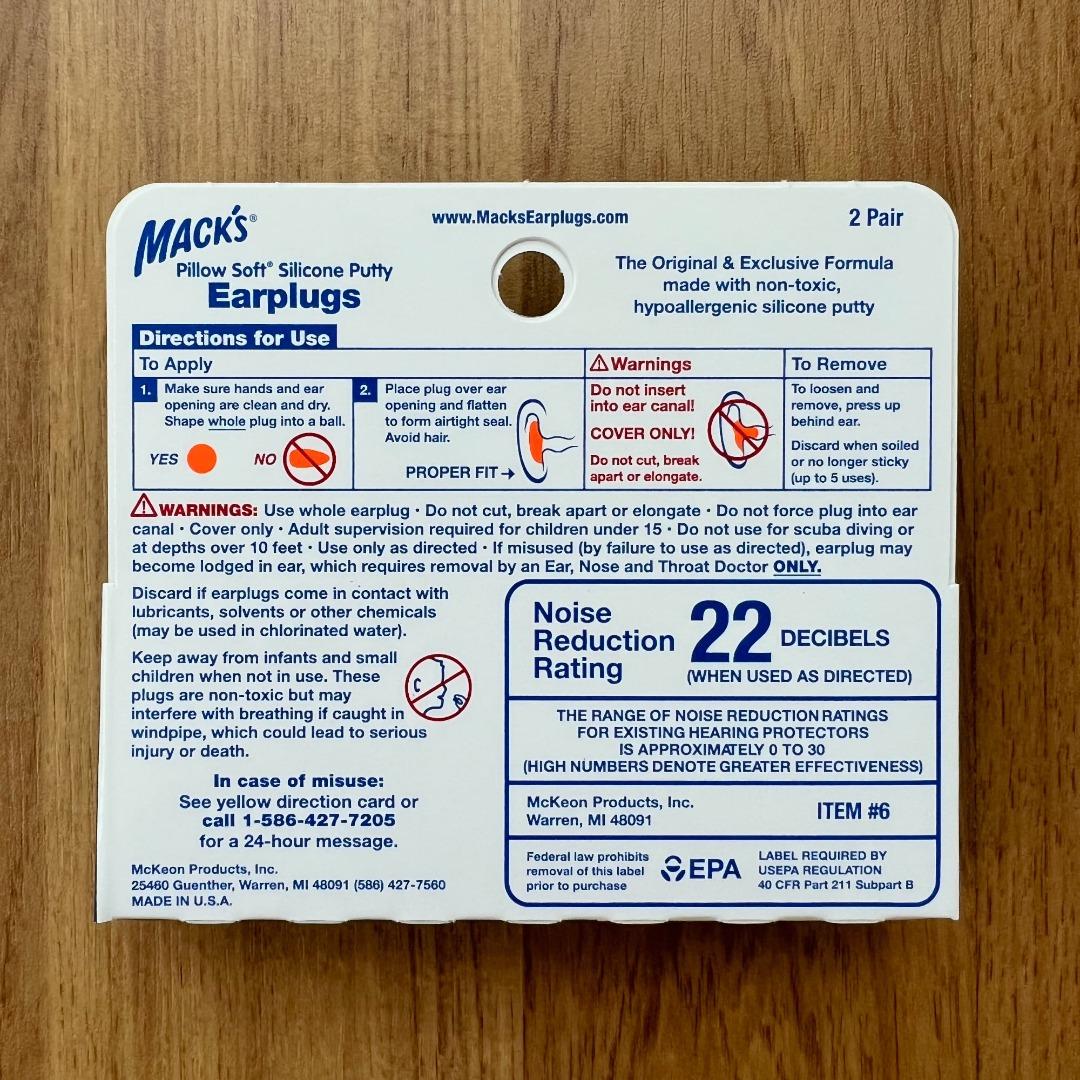 MACK'S®
www.MacksEarplugs.com
2 Pair
Pillow Soft® Silicone Putty
Earplugs
The Original & Exclusive Formula
made with non-toxic,
hypoallergenic silicone putty
Directions for Use
To Apply
1.
Make sure hands and ear
opening are clean and dry.
Shape whole plug into a ball.
YES
NO
2.
Place plug over ear
opening and flatten
to form airtight seal.
Avoid hair.
PROPER FIT→
⚠Warnings
Do not insert
into ear canal!
COVER ONLY!
Do not cut, break
apart or elongate.
To Remove
To loosen and
remove, press up
behind ear.
Discard when soiled
or no longer sticky
(up to 5 uses).
⚠WARNINGS: Use whole earplug • Do not cut, break apart or elongate • Do not force plug into ear
canal • Cover only • Adult supervision required for children under 15 • Do not use for scuba diving or
at depths over 10 feet • Use only as directed • If misused (by failure to use as directed), earplug may
become lodged in ear, which requires removal by an Ear, Nose and Throat Doctor ONLY.
Discard if earplugs come in contact with
lubricants, solvents or other chemicals
(may be used in chlorinated water).
Keep away from infants and small
children when not in use. These
plugs are non-toxic but may
interfere with breathing if caught in
windpipe, which could lead to serious
injury or death.
In case of misuse:
See yellow direction card or
call 1-586-427-7205
for a 24-hour message.
McKeon Products, Inc.
25460 Guenther, Warren, MI 48091 (586) 427-7560
MADE IN U.S.A.
Noise
Reduction
Rating
22 DECIBELS
(WHEN USED AS DIRECTED)
THE RANGE OF NOISE REDUCTION RATINGS
FOR EXISTING HEARING PROTECTORS
IS APPROXIMATELY 0 TO 30
(HIGH NUMBERS DENOTE GREATER EFFECTIVENESS)
McKeon Products, Inc.
Warren, MI 48091
ITEM #6
Federal law prohibits
removal of this label
prior to purchase
EPA
LABEL REQUIRED BY
USEPA REGULATION
40 CFR Part 211 Subpart B